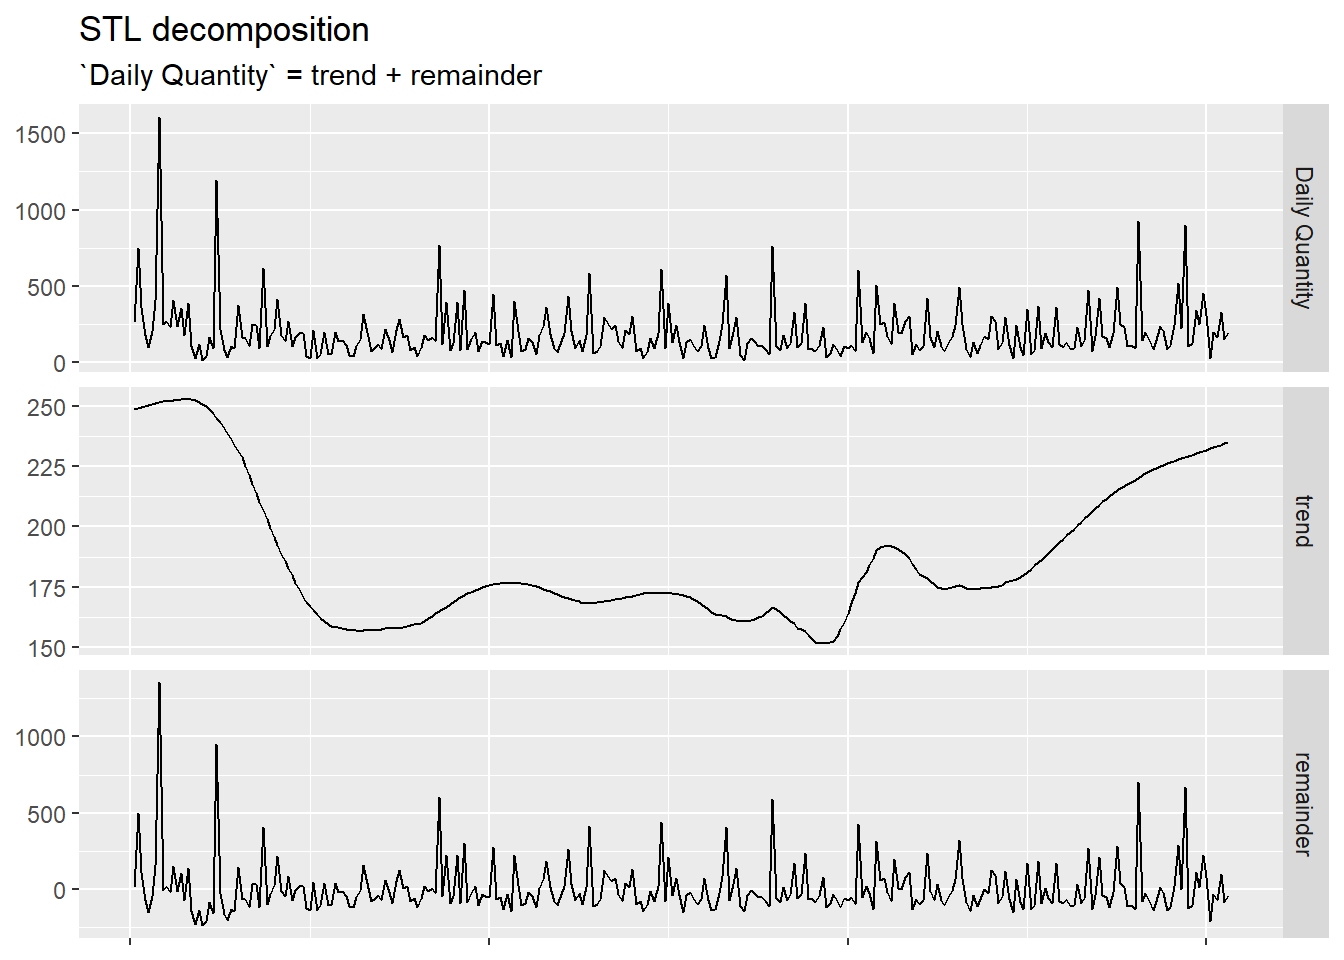 STL decomposition
`Daily Quantity` = trend + remainder
1500
1000
500
0
Daily Quantity
250
225
200
175
150
trend
1000
500
0
remainder